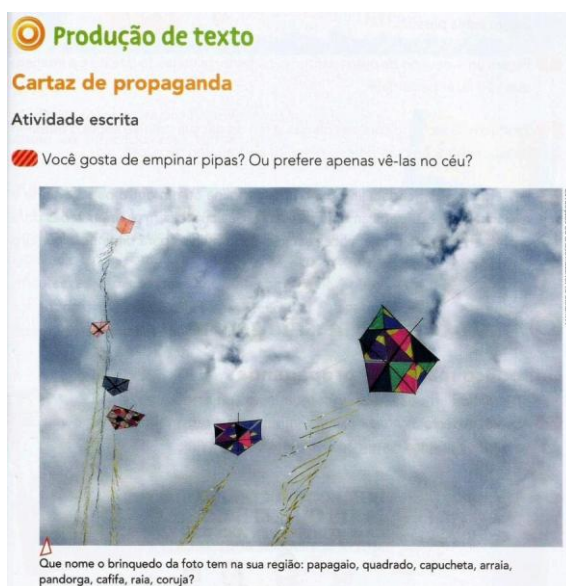 Produção de texto
Cartaz de propaganda
Atividade escrita
Você gosta de empinar pipas? Ou prefere apenas vê-las no céu?
Que nome o brinquedo da foto tem na sua região: papagaio, quadrado, capucheta, arraia,
pandorga, cafifa, raia, coruja?